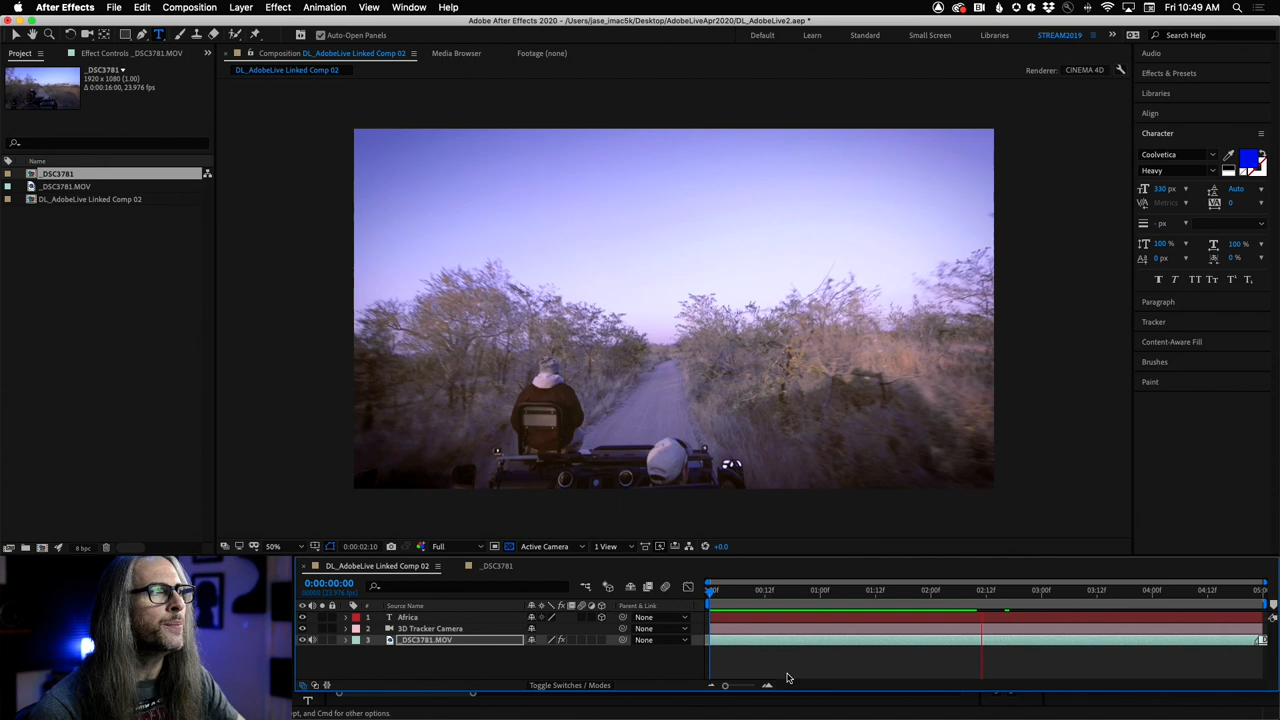 After Effects File Edit Composition Layer Effect Animation View Window Help Fri 10:49 AM
Adobe After Effects 2020 - /Users/jase_imac5k/Desktop/AdobeLiveApr2020/DL_AdobeLive2.aep *
Auto-Open Panels Default Learn Standard Small Screen Libraries STREAM2019 Search Help
Project Effect Controls _DSC3781.MOV Composition DL_AdobeLive Linked Comp 02 Media Browser Footage (none) Audio
_DSC3781 DL_AdobeLive Linked Comp 02 Renderer: CINEMA 4D Effects & Presets
1920 x 1080 (1.00)
Δ 0:00:16:00, 23.976 fps
Libraries
Align
Character
Coolvetica
Name
Heavy
_DSC3781
330 px Auto
_DSC3781.MOV
DL_AdobeLive Linked Comp 02
Metrics 0
- px
100 % 100 %
0 px 0 %
Paragraph
Tracker
Content-Aware Fill
Brushes
Paint
8 bpc 50% 0:00:02:10 Full Active Camera 1 View +0.0
DL_AdobeLive Linked Comp 02 _DSC3781
0:00:00:00
00000 (23.976 fps)
00:12f 01:00f 01:12f 02:00f 02:12f 03:00f 03:12f 04:00f 04:12f
# Source Name Parent & Link
1 T Africa None
2 3D Tracker Camera None
3 _DSC3781.MOV None
Toggle Switches / Modes
pt, and Cmd for other options.